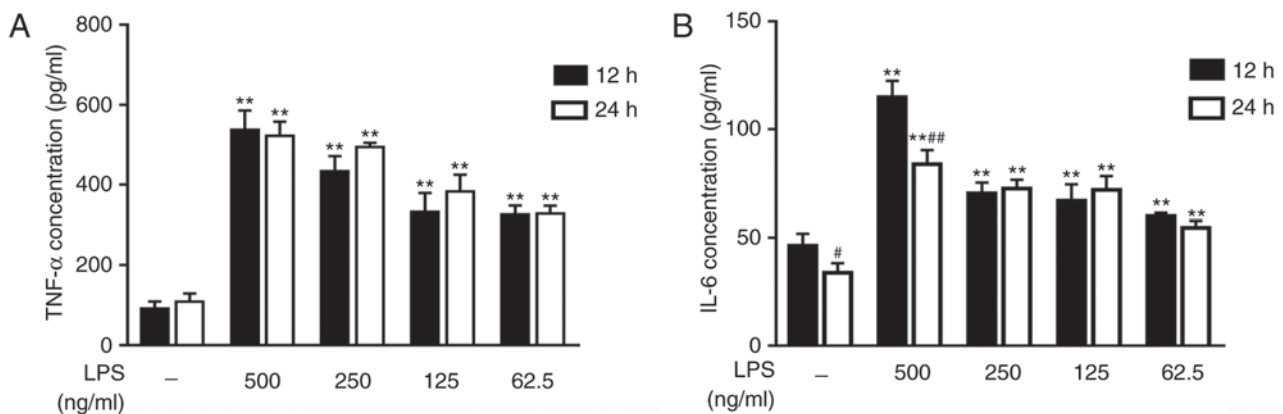 A
TNF-α concentration (pg/ml)
800
600
400
200
0
12 h
24 h
** ** ** ** ** ** ** **
LPS
(ng/ml)
– 500 250 125 62.5
B
IL-6 concentration (pg/ml)
150
100
50
0
12 h
24 h
# ** **## ** ** ** ** ** **
LPS
(ng/ml)
– 500 250 125 62.5